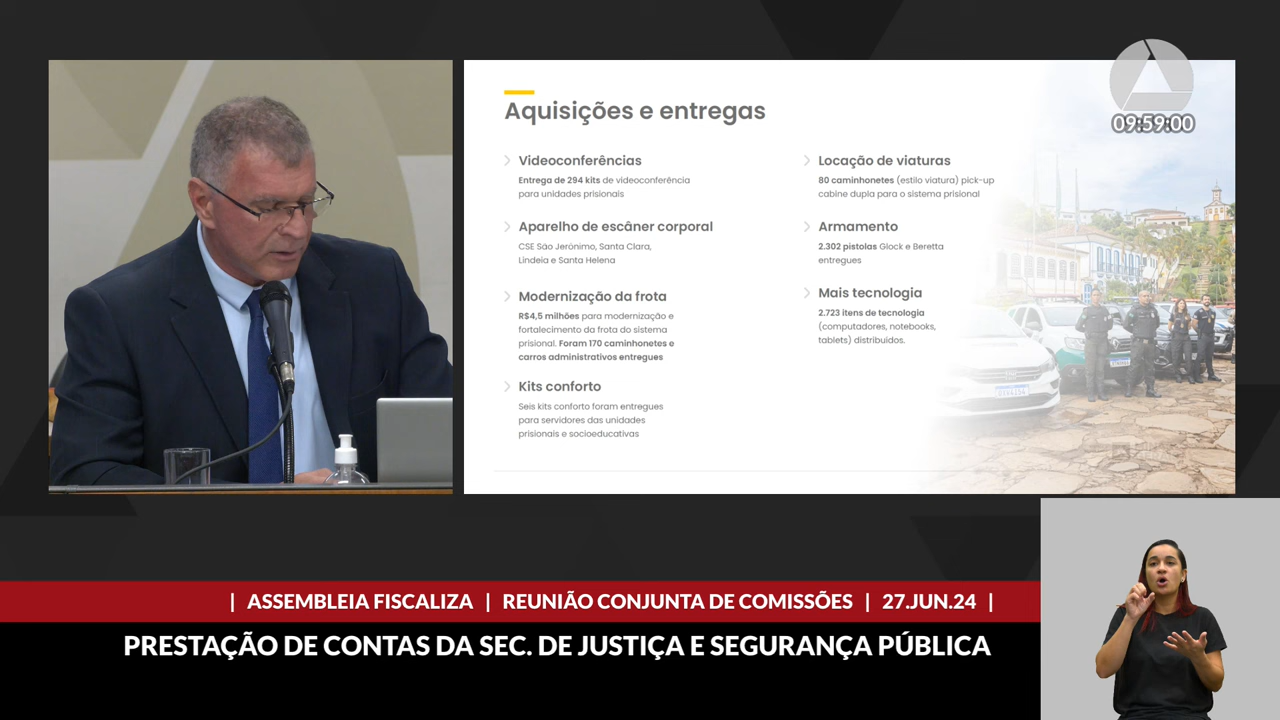 09:59:00
Aquisições e entregas
Videoconferências
Entrega de 294 kits de videoconferência
para unidades prisionais
Aparelho de escâner corporal
CSE São Jerônimo, Santa Clara,
Lindeia e Santa Helena
Modernização da frota
R$4,5 milhões para modernização e
fortalecimento da frota do sistema
prisional. Foram 170 caminhonetes e
carros administrativos entregues
Kits conforto
Seis kits conforto foram entregues
para servidores das unidades
prisionais e socioeducativas
Locação de viaturas
80 caminhonetes (estilo viatura) pick-up
cabine dupla para o sistema prisional
Armamento
2.302 pistolas Glock e Beretta
entregues
Mais tecnologia
2.723 itens de tecnologia
(computadores, notebooks,
tablets) distribuídos.
| ASSEMBLEIA FISCALIZA | REUNIÃO CONJUNTA DE COMISSÕES | 27.JUN.24 |
PRESTAÇÃO DE CONTAS DA SEC. DE JUSTIÇA E SEGURANÇA PÚBLICA